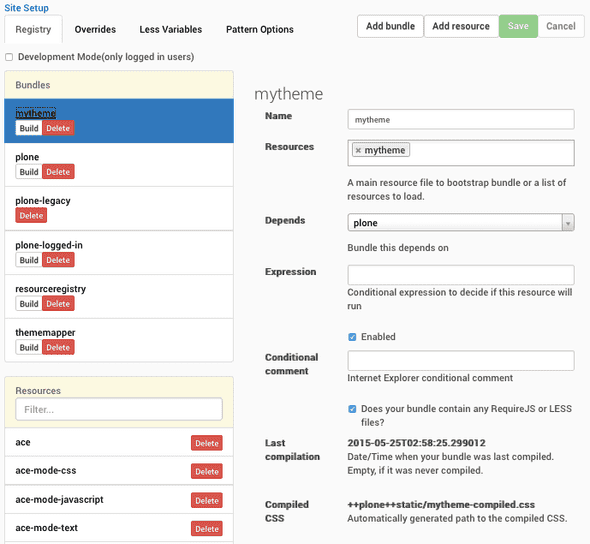 Site Setup
Registry
Overrides
Less Variables
Pattern Options
Add bundle
Add resource
Save
Cancel
Development Mode(only logged in users)
Bundles
mytheme
Build Delete
plone
Build Delete
plone-legacy
Delete
plone-logged-in
Build Delete
resourceregistry
Build Delete
thememapper
Build Delete
Resources
Filter...
ace Delete
ace-mode-css Delete
ace-mode-javascript Delete
ace-mode-text Delete
mytheme
Name
mytheme
Resources
× mytheme
A main resource file to bootstrap bundle or a list of
resources to load.
Depends
plone
Bundle this depends on
Expression
Conditional expression to decide if this resource will
run
Enabled
Conditional
comment
Internet Explorer conditional comment
Does your bundle contain any RequireJS or LESS
files?
Last
compilation
2015-05-25T02:58:25.299012
Date/Time when your bundle was last compiled.
Empty, if it was never compiled.
Compiled
CSS
++plone++static/mytheme-compiled.css
Automatically generated path to the compiled CSS.